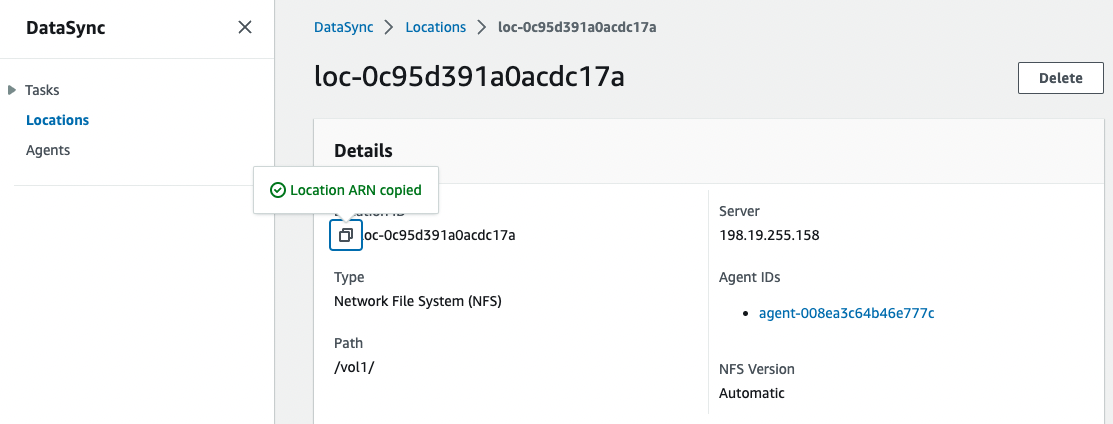 DataSync
Tasks
Locations
Agents
DataSync > Locations > loc-0c95d391a0acdc17a
loc-0c95d391a0acdc17a
Delete
Details
Location ARN copied
ID
loc-0c95d391a0acdc17a
Type
Network File System (NFS)
Path
/vol1/
Server
198.19.255.158
Agent IDs
agent-008ea3c64b46e777c
NFS Version
Automatic